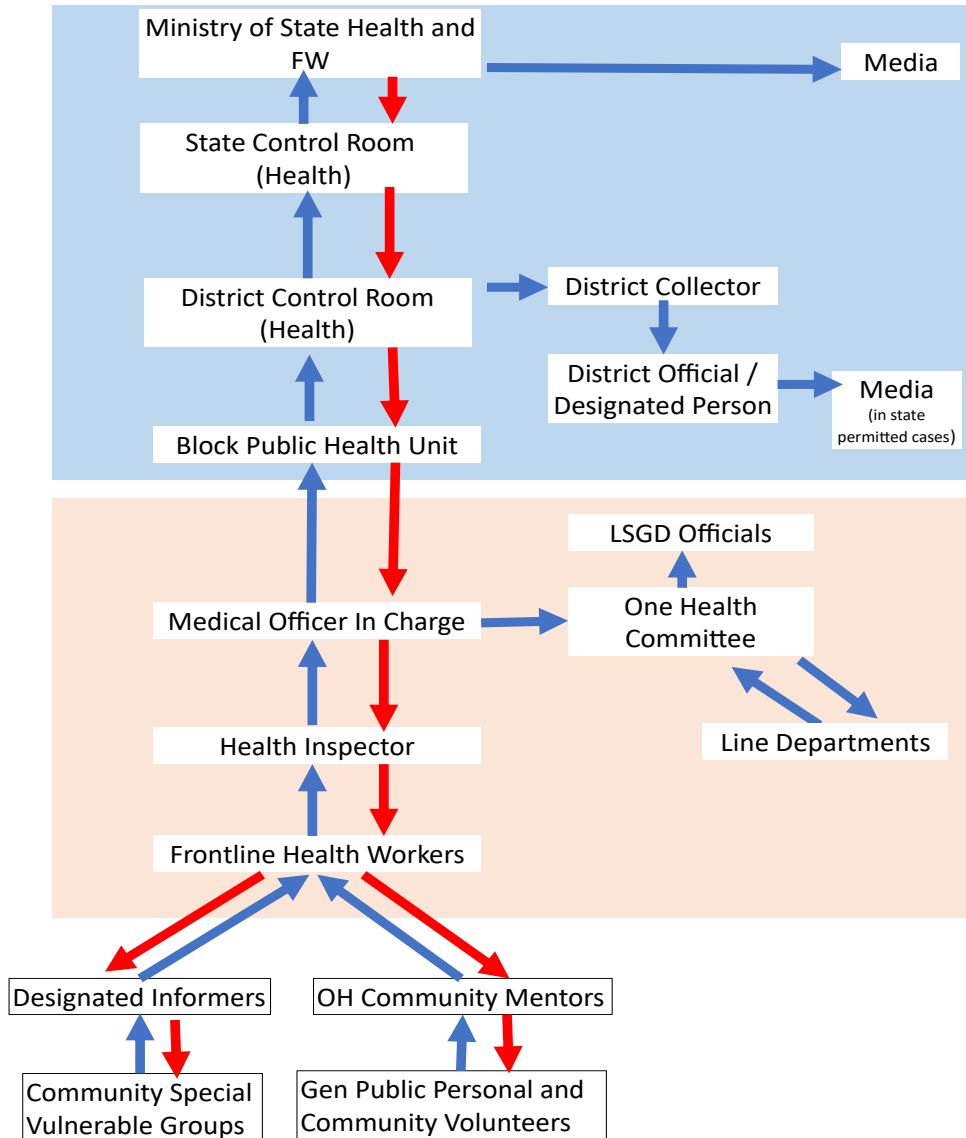 Ministry of State Health and
FW
Media
State Control Room
(Health)
District Control Room
(Health)
District Collector
District Official /
Designated Person
Media
(in state
permitted cases)
Block Public Health Unit
LSGD Officials
Medical Officer In Charge
One Health
Committee
Health Inspector
Line Departments
Frontline Health Workers
Designated Informers
OH Community Mentors
Community Special
Vulnerable Groups
Gen Public Personal and
Community Volunteers